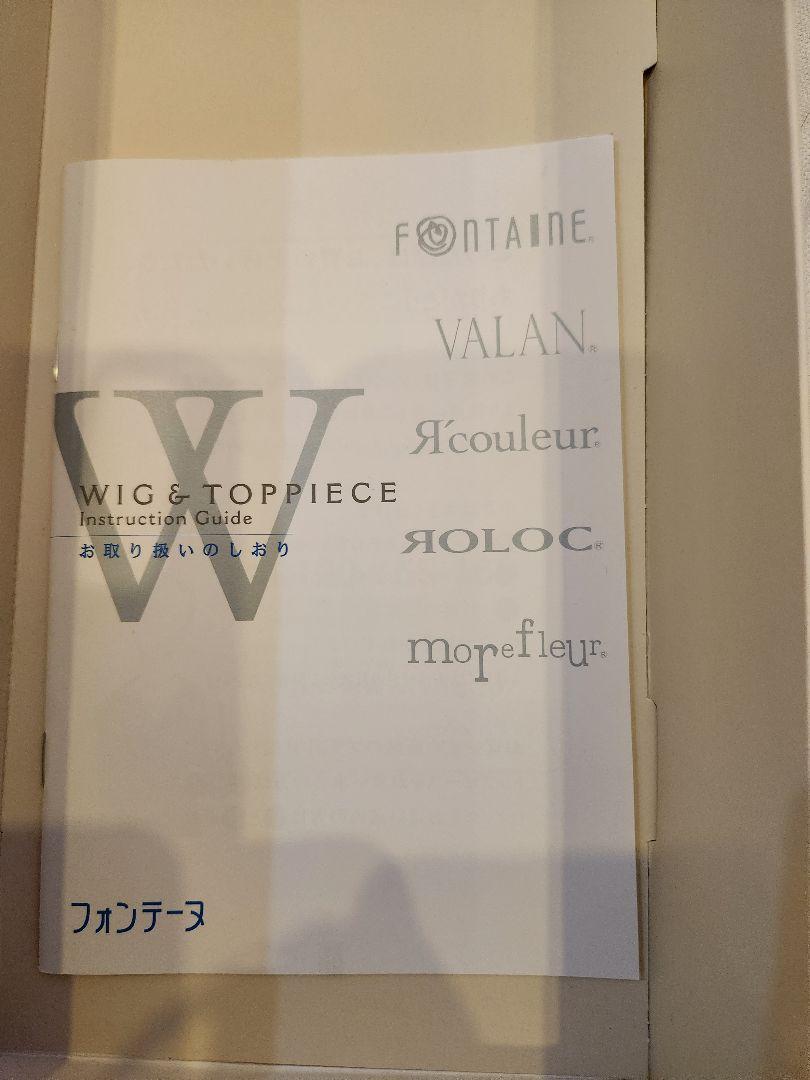 FONTAINE®
VALAN®
Я'couleur®
ЯOLOC®
morefleur®
WIG & TOPPIECE
Instruction Guide
お取り扱いのしおり
W
フォンテーヌ